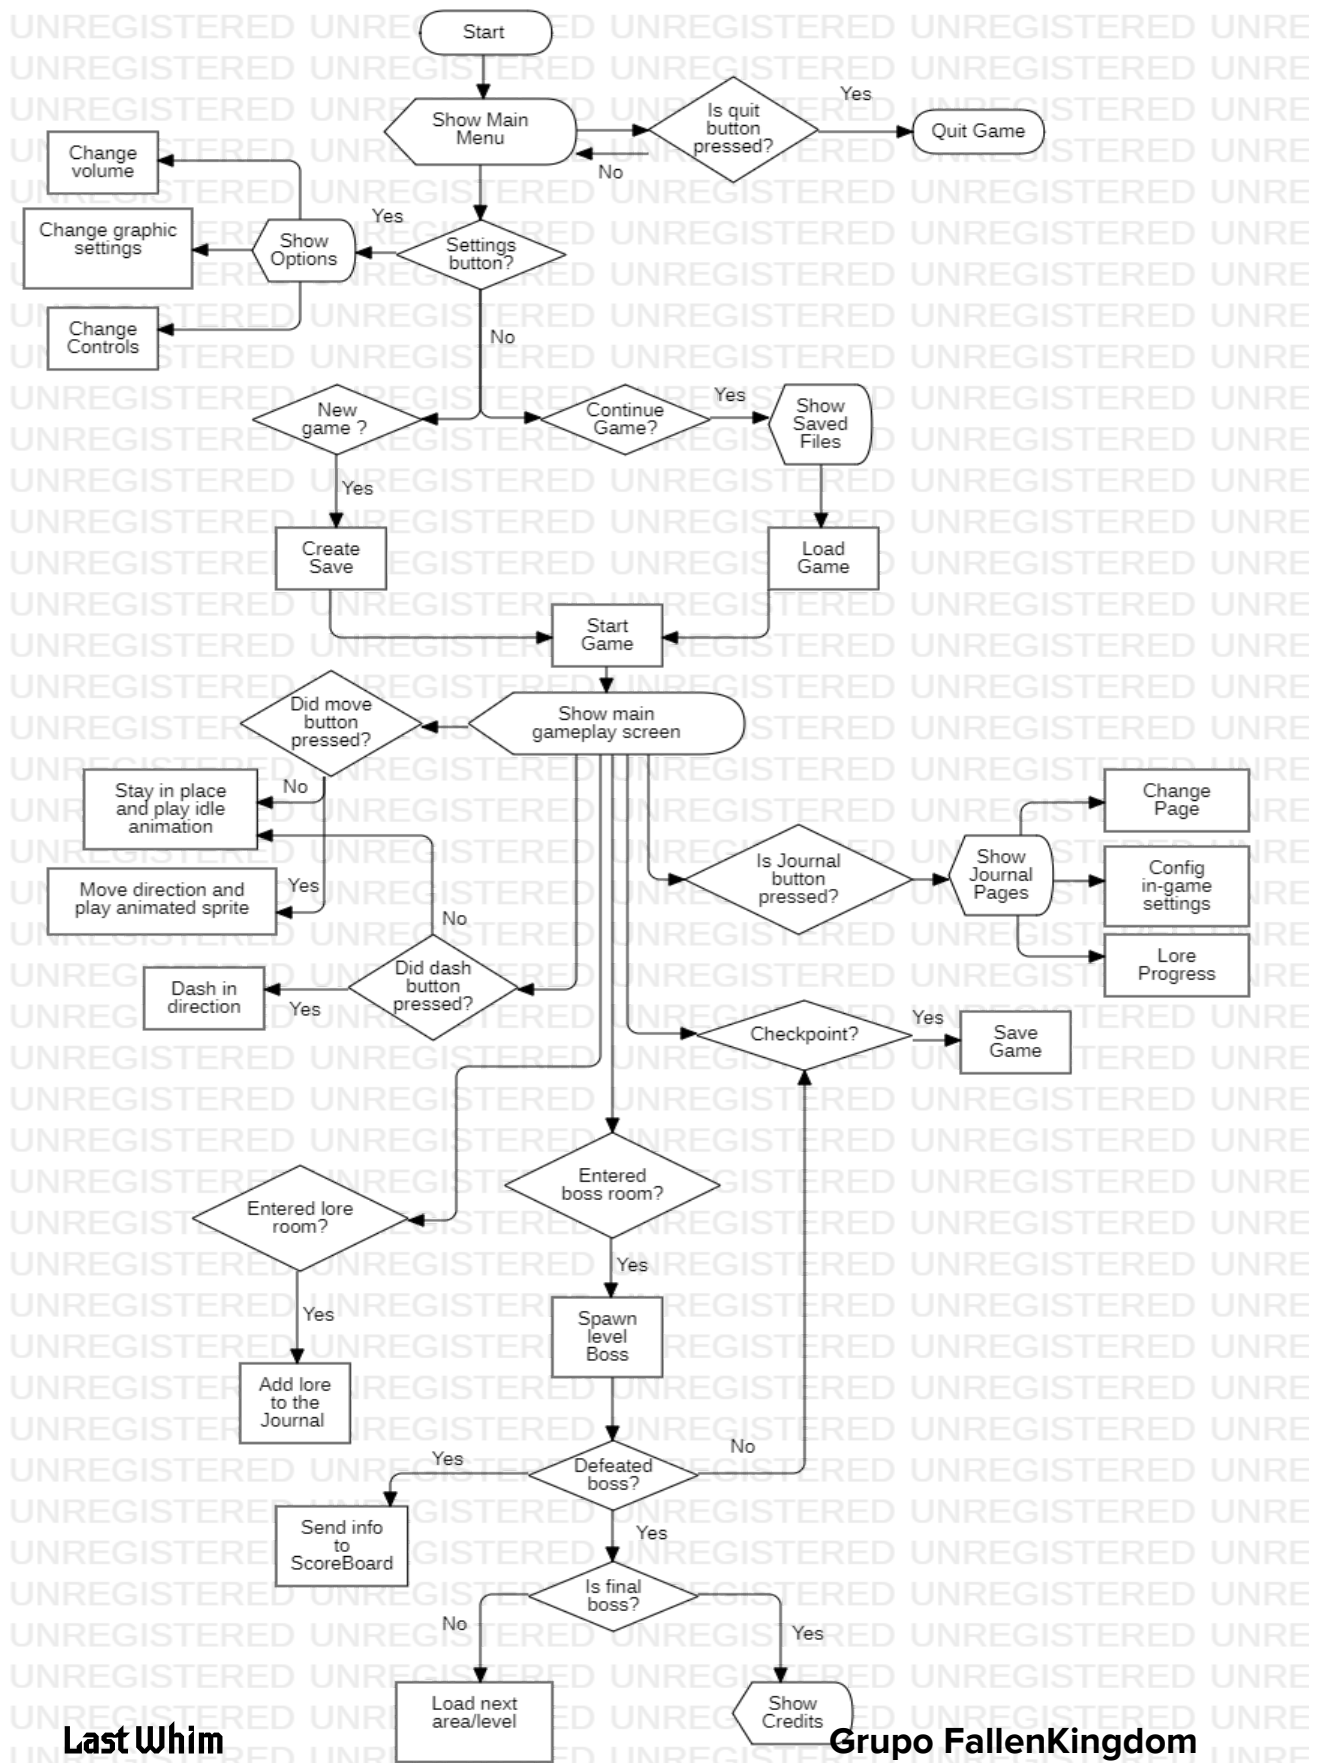 Start
Show Main
Menu
Is quit
button
pressed?
Yes
Quit Game
No
Change
volume
Change graphic
settings
Show
Options
Yes
Settings
button?
Change
Controls
No
New
game ?
Continue
Game?
Yes
Show
Saved
Files
Yes
Create
Save
Load
Game
Start
Game
Did move
button
pressed?
Show main
gameplay screen
No
Stay in place
and play idle
animation
Yes
Move direction and
play animated sprite
No
Did dash
button
pressed?
Yes
Dash in
direction
Is Journal
button
pressed?
Show
Journal
Pages
Change
Page
Config
in-game
settings
Lore
Progress
Checkpoint?
Yes
Save
Game
Entered lore
room?
Entered
boss room?
Yes
Yes
Spawn
level
Boss
Add lore
to the
Journal
Yes
Defeated
boss?
No
Send info
to
ScoreBoard
Yes
Is final
boss?
No
Yes
Load next
area/level
Show
Credits
Last Whim
Grupo FallenKingdom
UNREGISTERED UNREGISTERED UNREGISTERED UNREGISTERED UNRE